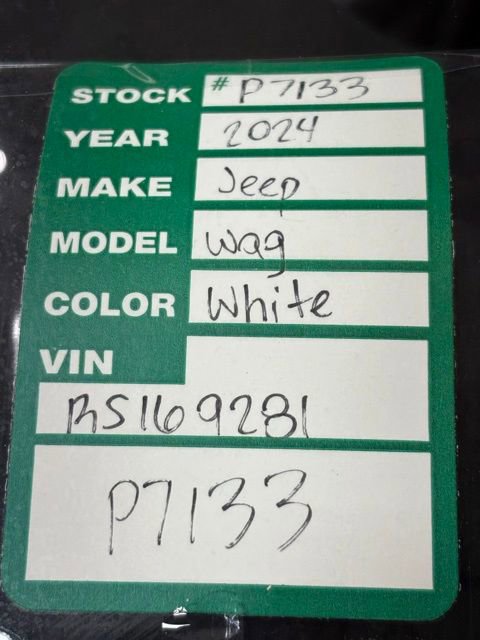 STOCK # P7133
YEAR 2024
MAKE Jeep
MODEL Wag
COLOR White
VIN
RS169281
P7133